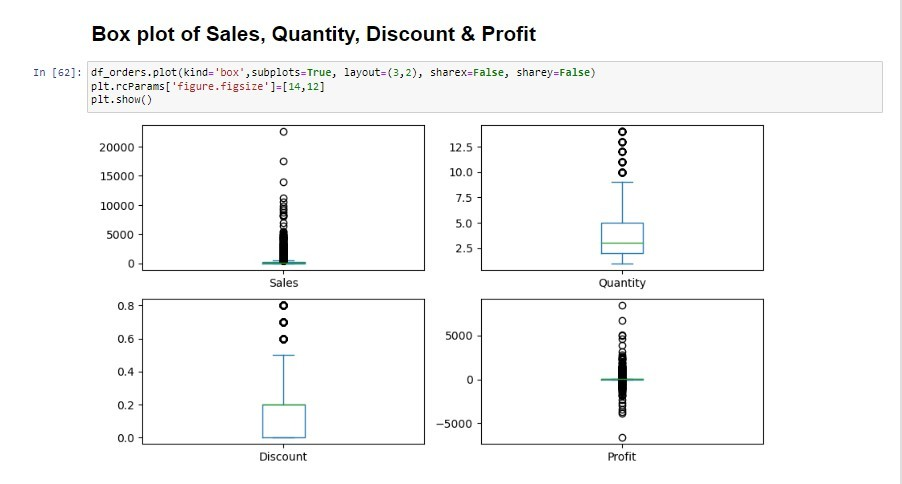 Box plot of Sales, Quantity, Discount & Profit
In [62]: df_orders.plot(kind='box',subplots=True, layout=(3,2), sharex=False, sharey=False)
plt.rcParams['figure.figsize']=[14,12]
plt.show()
20000
15000
10000
5000
0
Sales
12.5
10.0
7.5
5.0
2.5
Quantity
0.8
0.6
0.4
0.2
0.0
Discount
5000
0
−5000
Profit